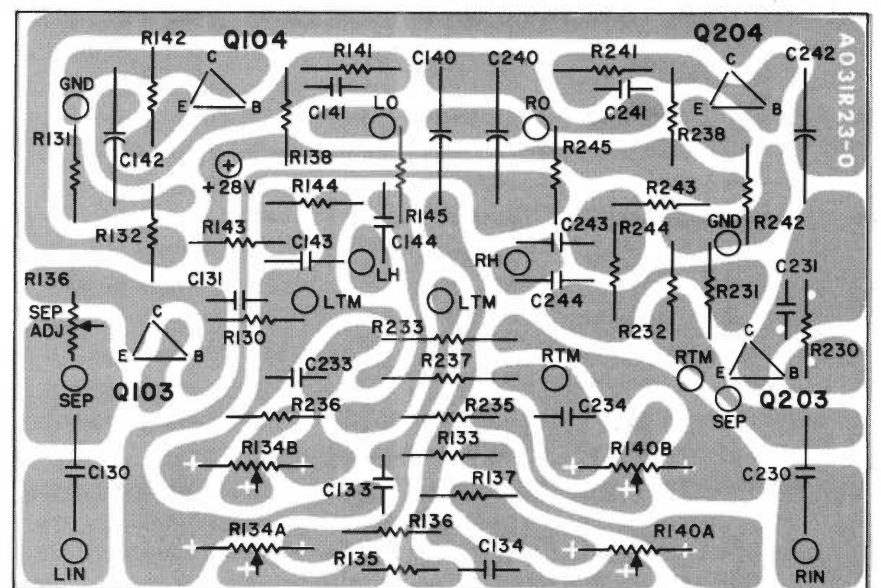 R142 Q104 R141 C140 C240 R241 Q204 C242
C C
GND C141 LO RO C241 A031R23-0
E B E B
R131 C142 R138 R245 R238
+
+28V
R144 R243
R132 R143 R145 C243 R244 GND R242
C143 C144
R136 C131 LH RH C231
SEP ADJ LTM LTM C244 R231
R130 R233 R232
C C
E B C233 R237 RTM RTM E B R230
SEP Q103 SEP Q203
R236 R235 C234
R134B R133 R140B
C130 C133 R137 C230
R134A R136 R140A
LIN R135 C134 RIN